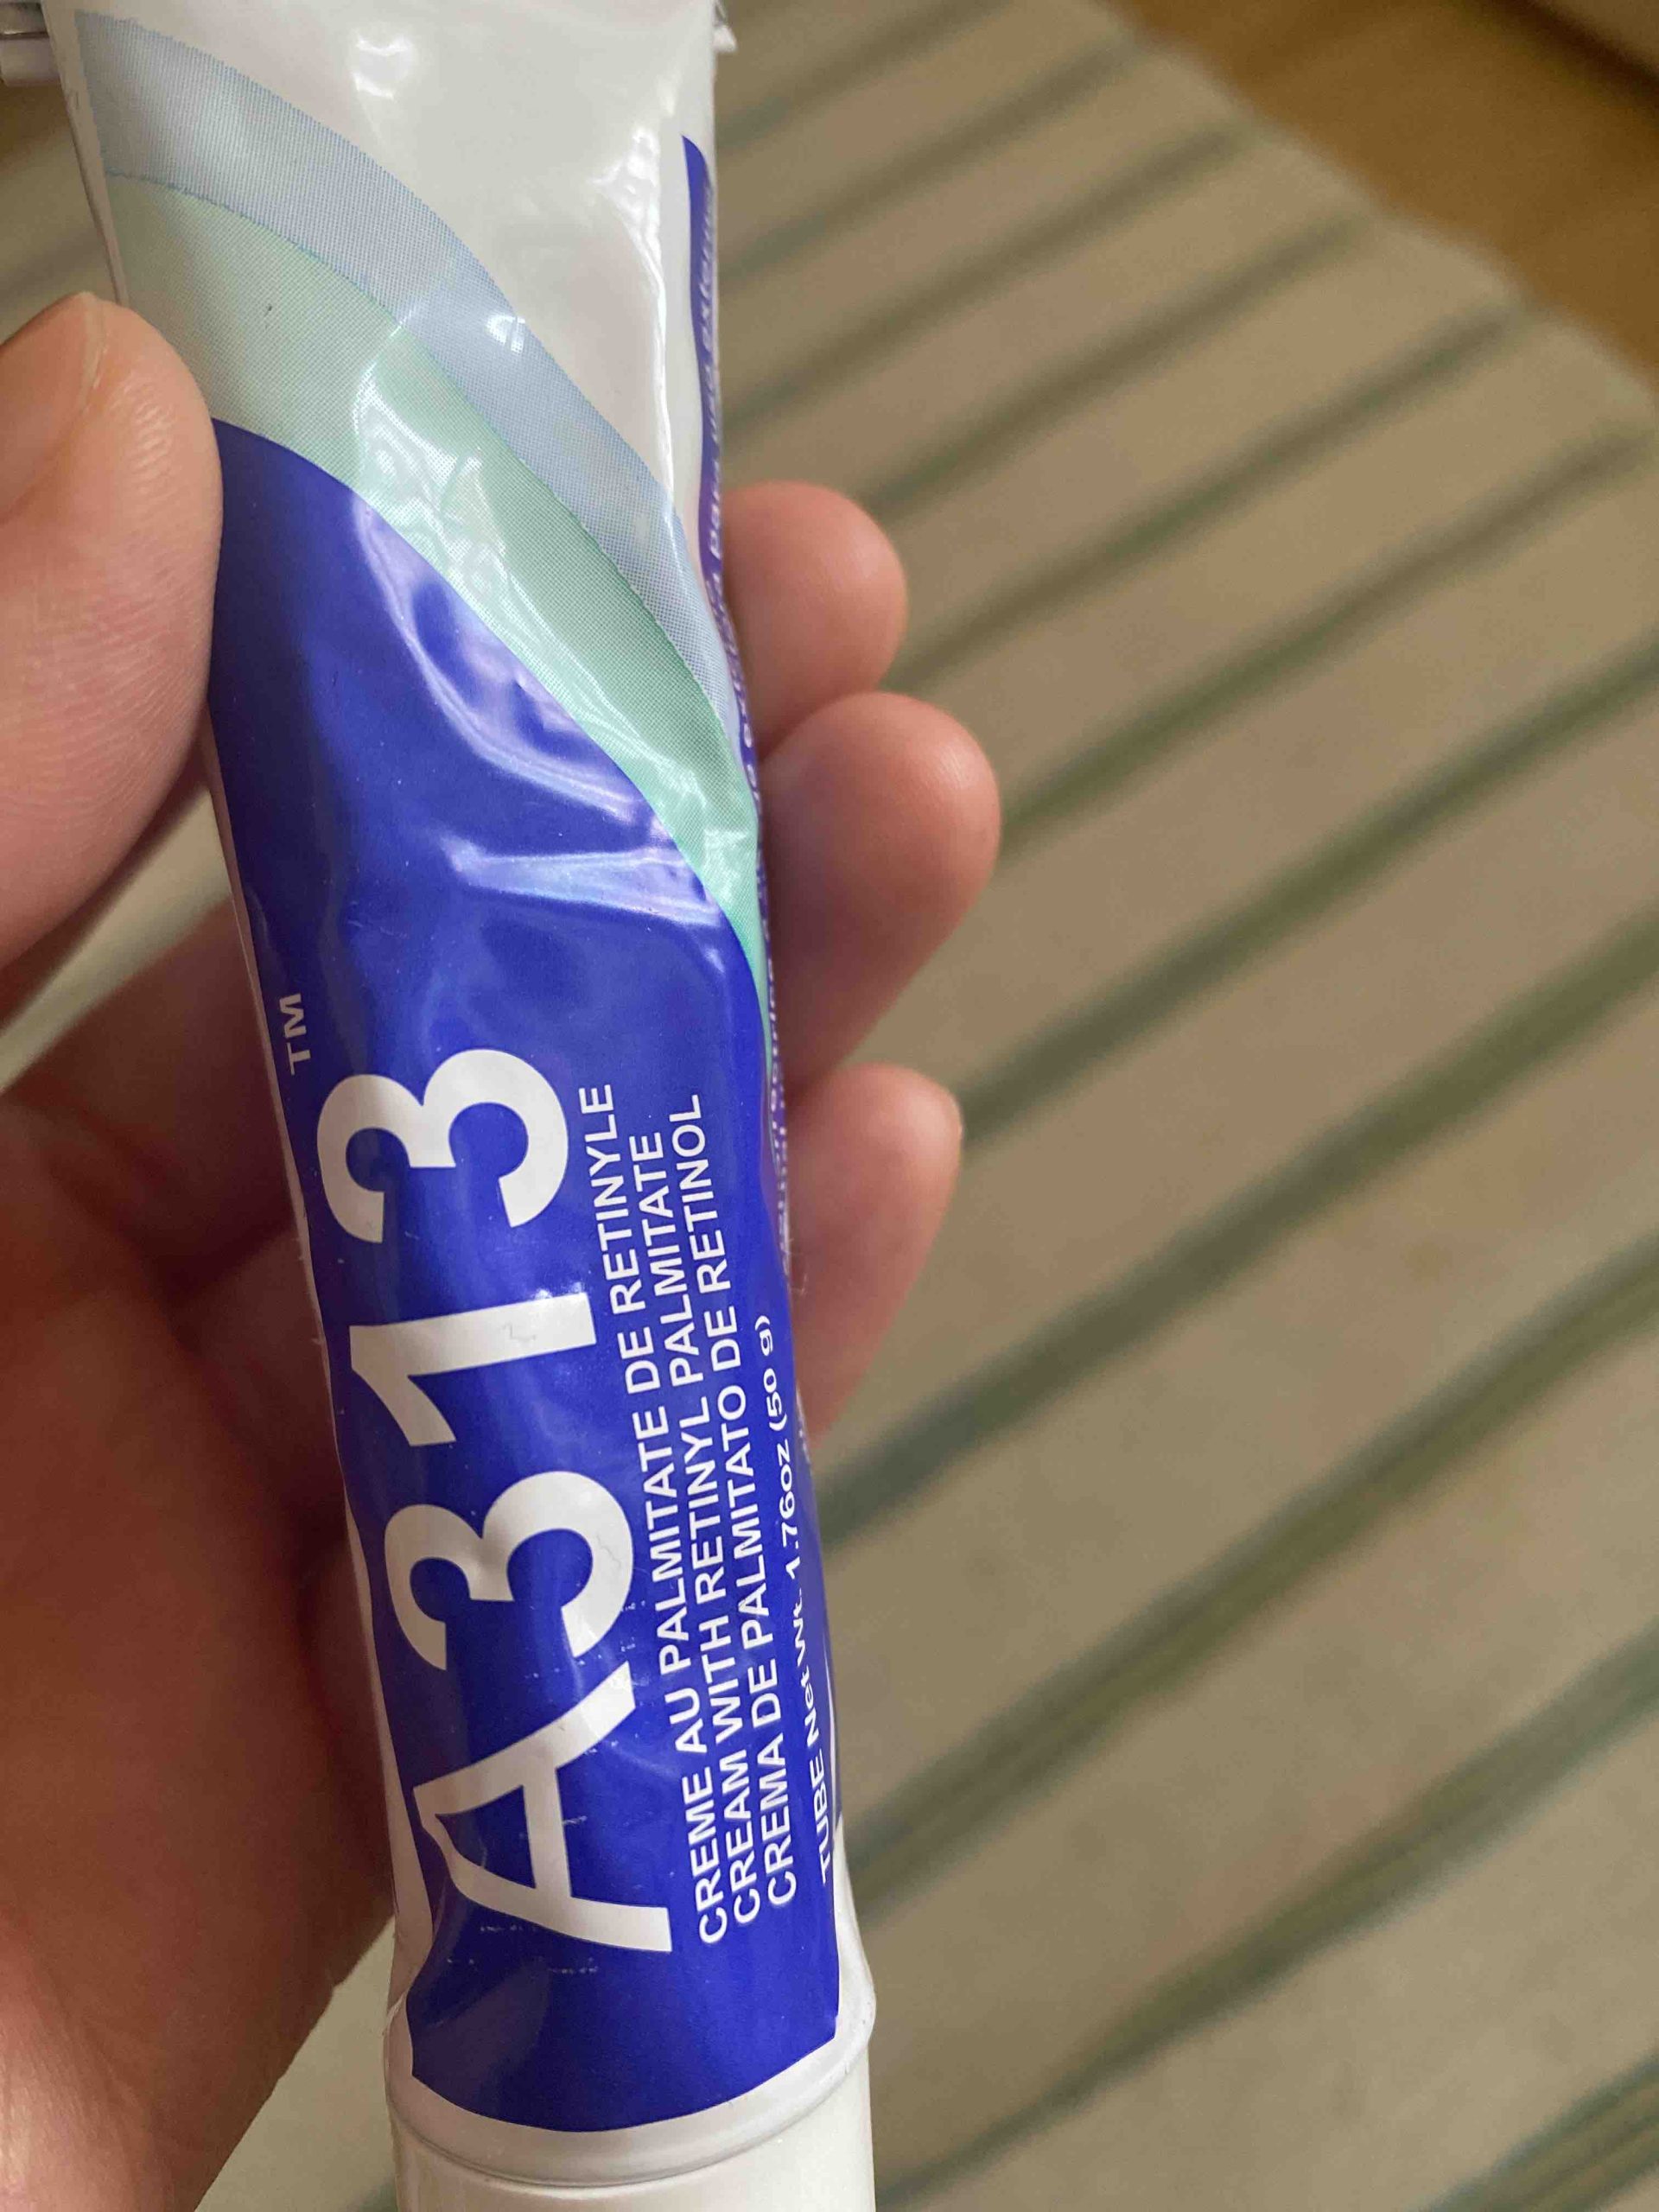 A313™
CREME AU PALMITATE DE RETINYLE
CREAM WITH RETINYL PALMITATE
CREMA DE PALMITATO DE RETINOL
TUBE Net Wt. 1.76oz (50 g)